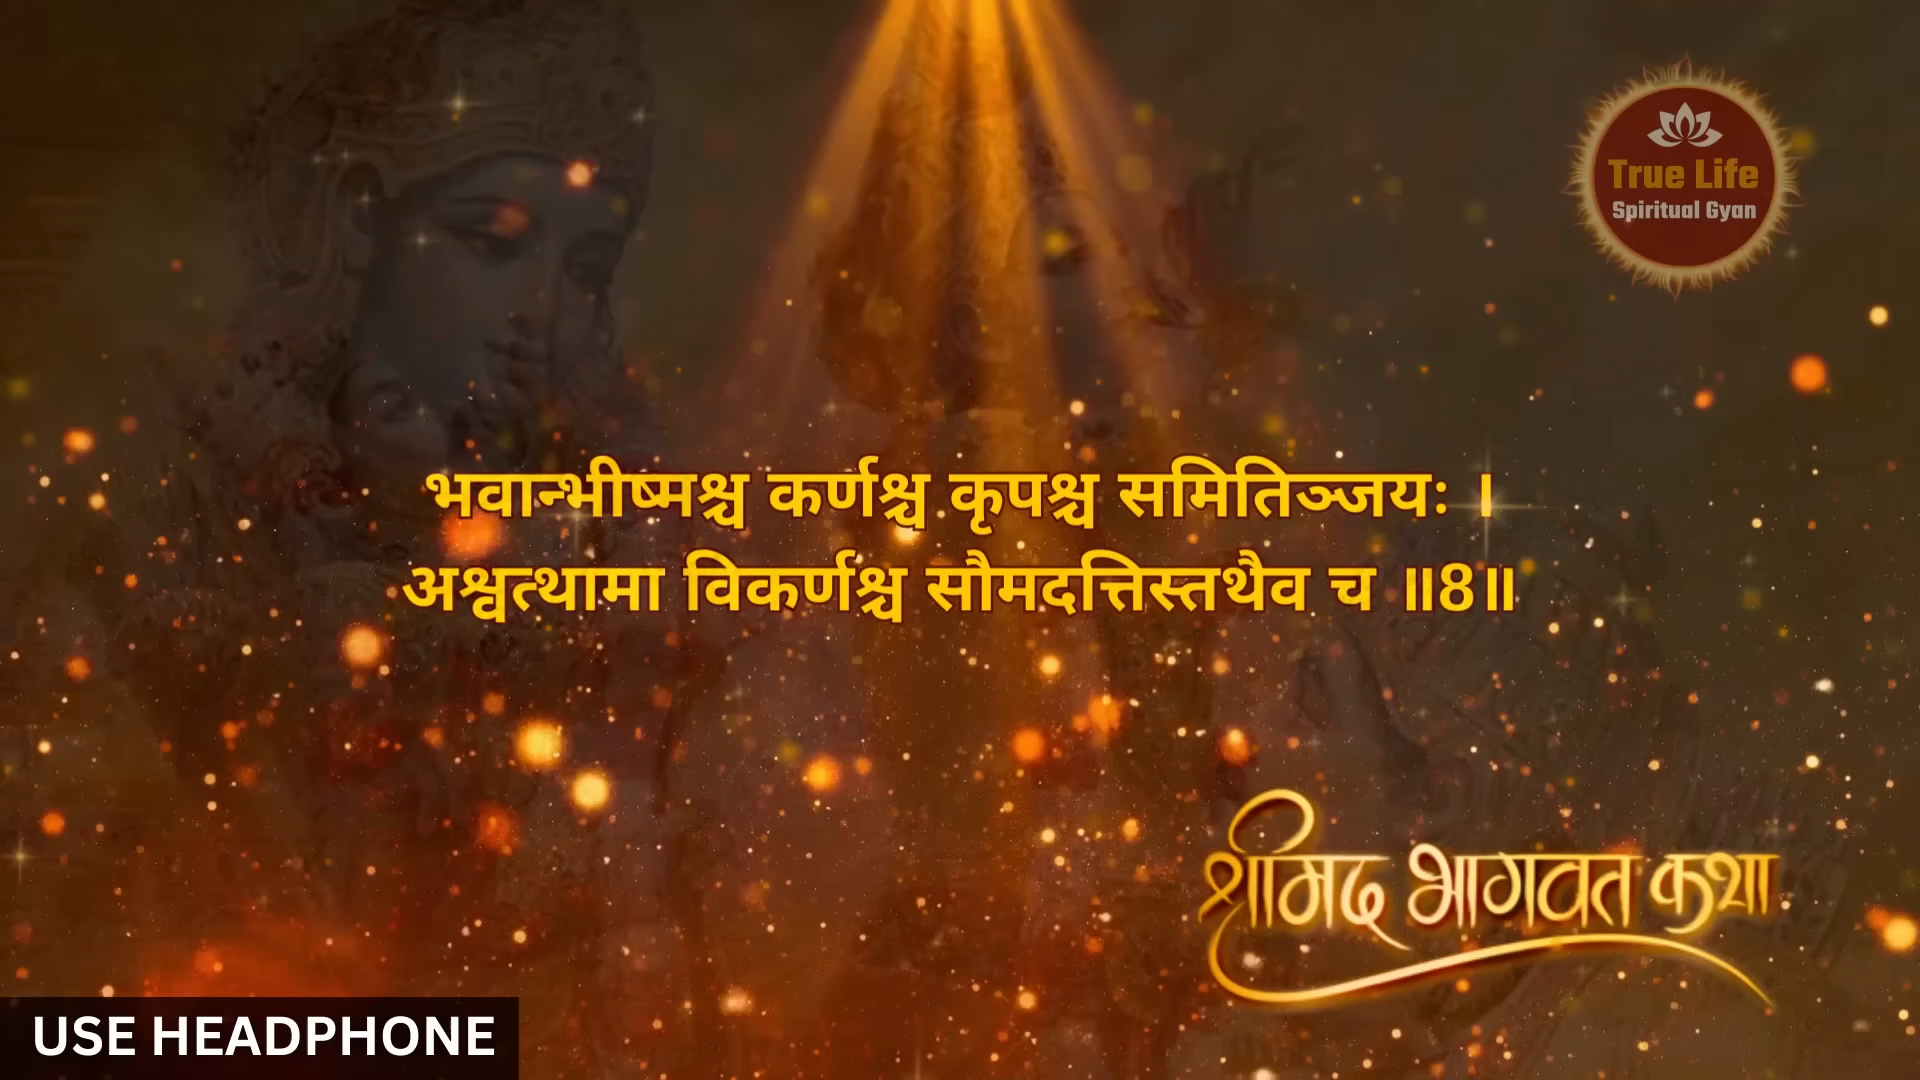 True Life
Spiritual Gyan
भवान्भीष्मश्च कर्णश्च कृपश्च समितिञ्जयः ।
अश्वत्थामा विकर्णश्च सौमदत्तिस्तथैव च ॥8॥
श्रीमद भागवत कथा
USE HEADPHONE